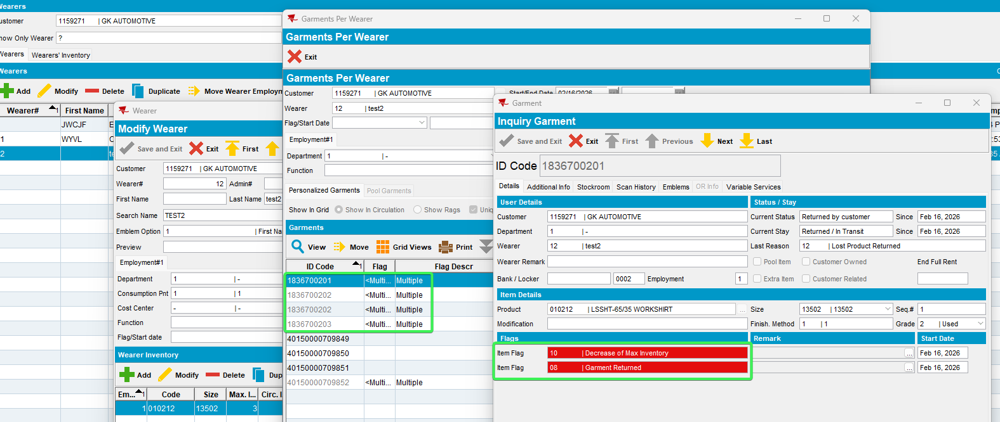 Wearers
Customer 1159271 | GK AUTOMOTIVE
Show Only Wearer ?
Wearers Wearers' Inventory
Wearers
Add Modify Delete Duplicate Move Wearer Employm
Wearer# 1 First Name
JWCJF
1 WYVL
2
Wearer
Modify Wearer
Save and Exit Exit First
Customer 1159271 | GK AUTOMOTIVE
Wearer# 12 Admin#
First Name Last Name test2
Search Name TEST2
Emblem Option 1 | First Na
Preview
Employment#1
Department 1 | -
Consumption Pnt 1 | 1
Cost Center - | -
Function
Flag/Start date
Wearer Inventory
Add Modify Delete Dup
Em... 1 Code Size Max. I... Circ. I
1 010212 13502 3
Garments Per Wearer
Garments Per Wearer
Exit
Garments Per Wearer
Customer 1159271 | GK AUTOMOTIVE Start/End Date 02/16/2026
Wearer 12 | test2
Flag/Start Date
Employment#1
Department 1 | -
Function
Personalized Garments Pool Garments
Show In Grid Show In Circulation Show Rags Uniq
Garments
View Move Grid Views Print
ID Code 1 Flag Flag Descr
1836700201 <Multi... Multiple
1836700202 <Multi... Multiple
1836700202 <Multi... Multiple
1836700203 <Multi... Multiple
40150000709849
40150000709850
40150000709851
40150000709852 <Multi... Multiple
Garment
Inquiry Garment
Save and Exit Exit First Previous Next Last
ID Code 1836700201
Details Additional Info Stockroom Scan History Emblems OR Info Variable Services
User Details Status / Stay
Customer 1159271 | GK AUTOMOTIVE Current Status Returned by customer Since Feb 16, 2026
Department 1 | - Current Stay Returned / In Transit Since Feb 16, 2026
Wearer 12 | test2 Last Reason 12 | Lost Product Returned
Wearer Remark Pool Item Customer Owned End Full Rent
Bank / Locker 0002 Employment 1 Extra Item Customer Related
Item Details
Product 010212 | LSSHT-65/35 WORKSHIRT ... Size 13502 | 13502 Seq.# 1
Modification Finish. Method 1 | 1 Grade 2 | Used
Flags Remark Start Date
Item Flag 10 | Decrease of Max Inventory ... Feb 16, 2026
Item Flag 08 | Garment Returned ... Feb 16, 2026